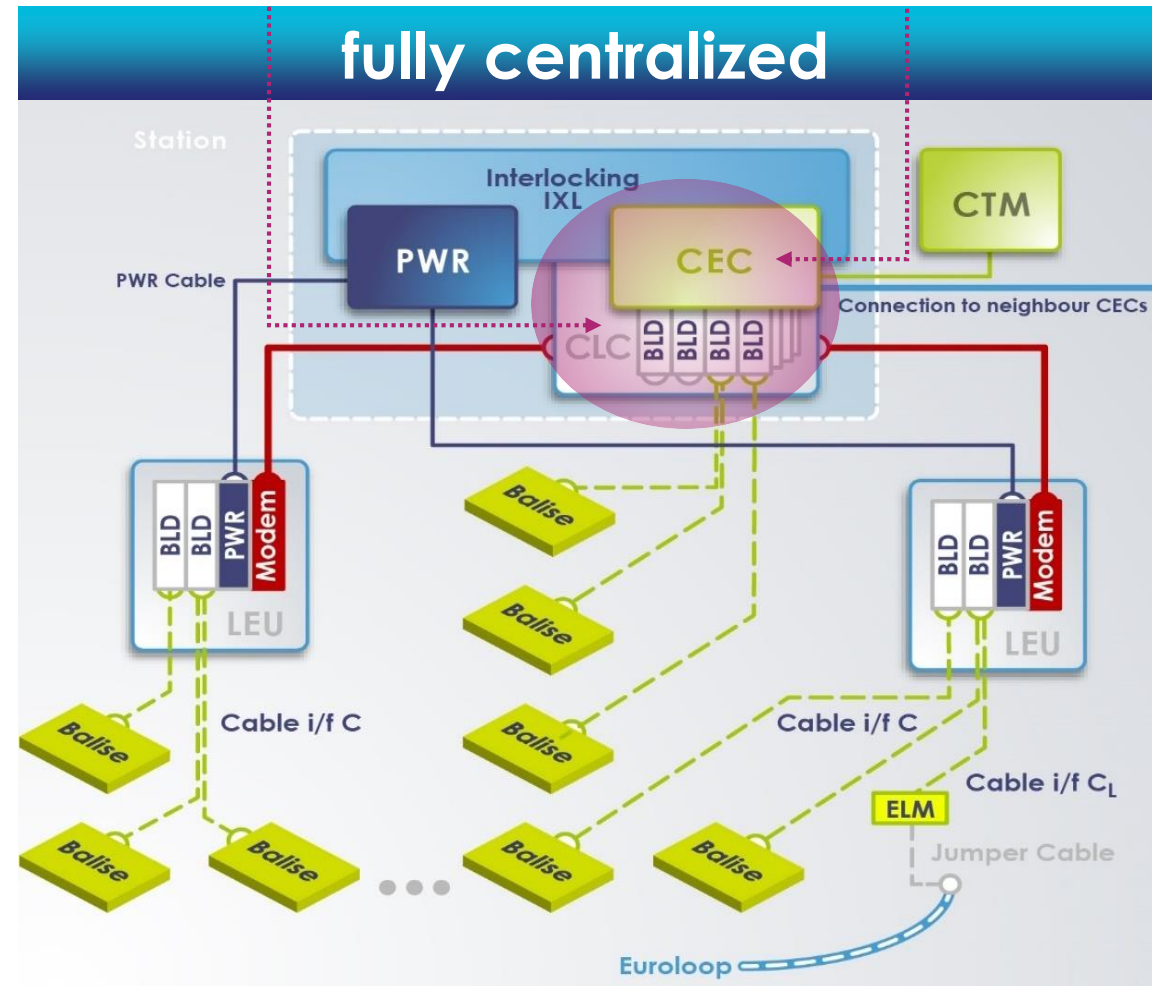 fully centralized
Station
Interlocking
IXL
CTM
PWR
CEC
PWR Cable
Connection to neighbour CECs
CLC
BLD
BLD
BLD
BLD
BLD
BLD
PWR
Modem
LEU
Balise
BLD
BLD
PWR
Modem
LEU
Balise
Balise
Cable i/f C
Balise
Cable i/f C
Cable i/f CL
ELM
Balise
Balise
Balise
Balise
Jumper Cable
Euroloop